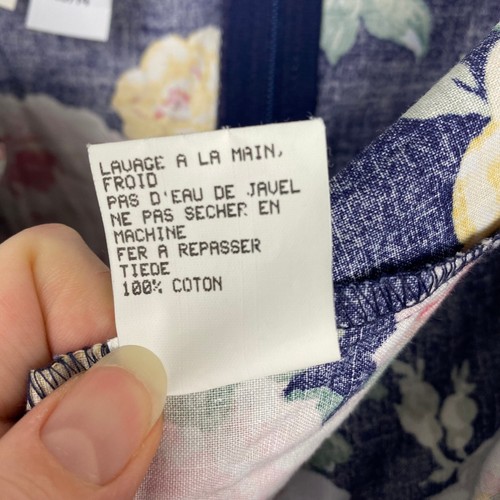 LAVAGE A LA MAIN,
FROID
PAS D'EAU DE JAVEL
NE PAS SECHER EN
MACHINE
FER A REPASSER
TIEDE
100% COTON